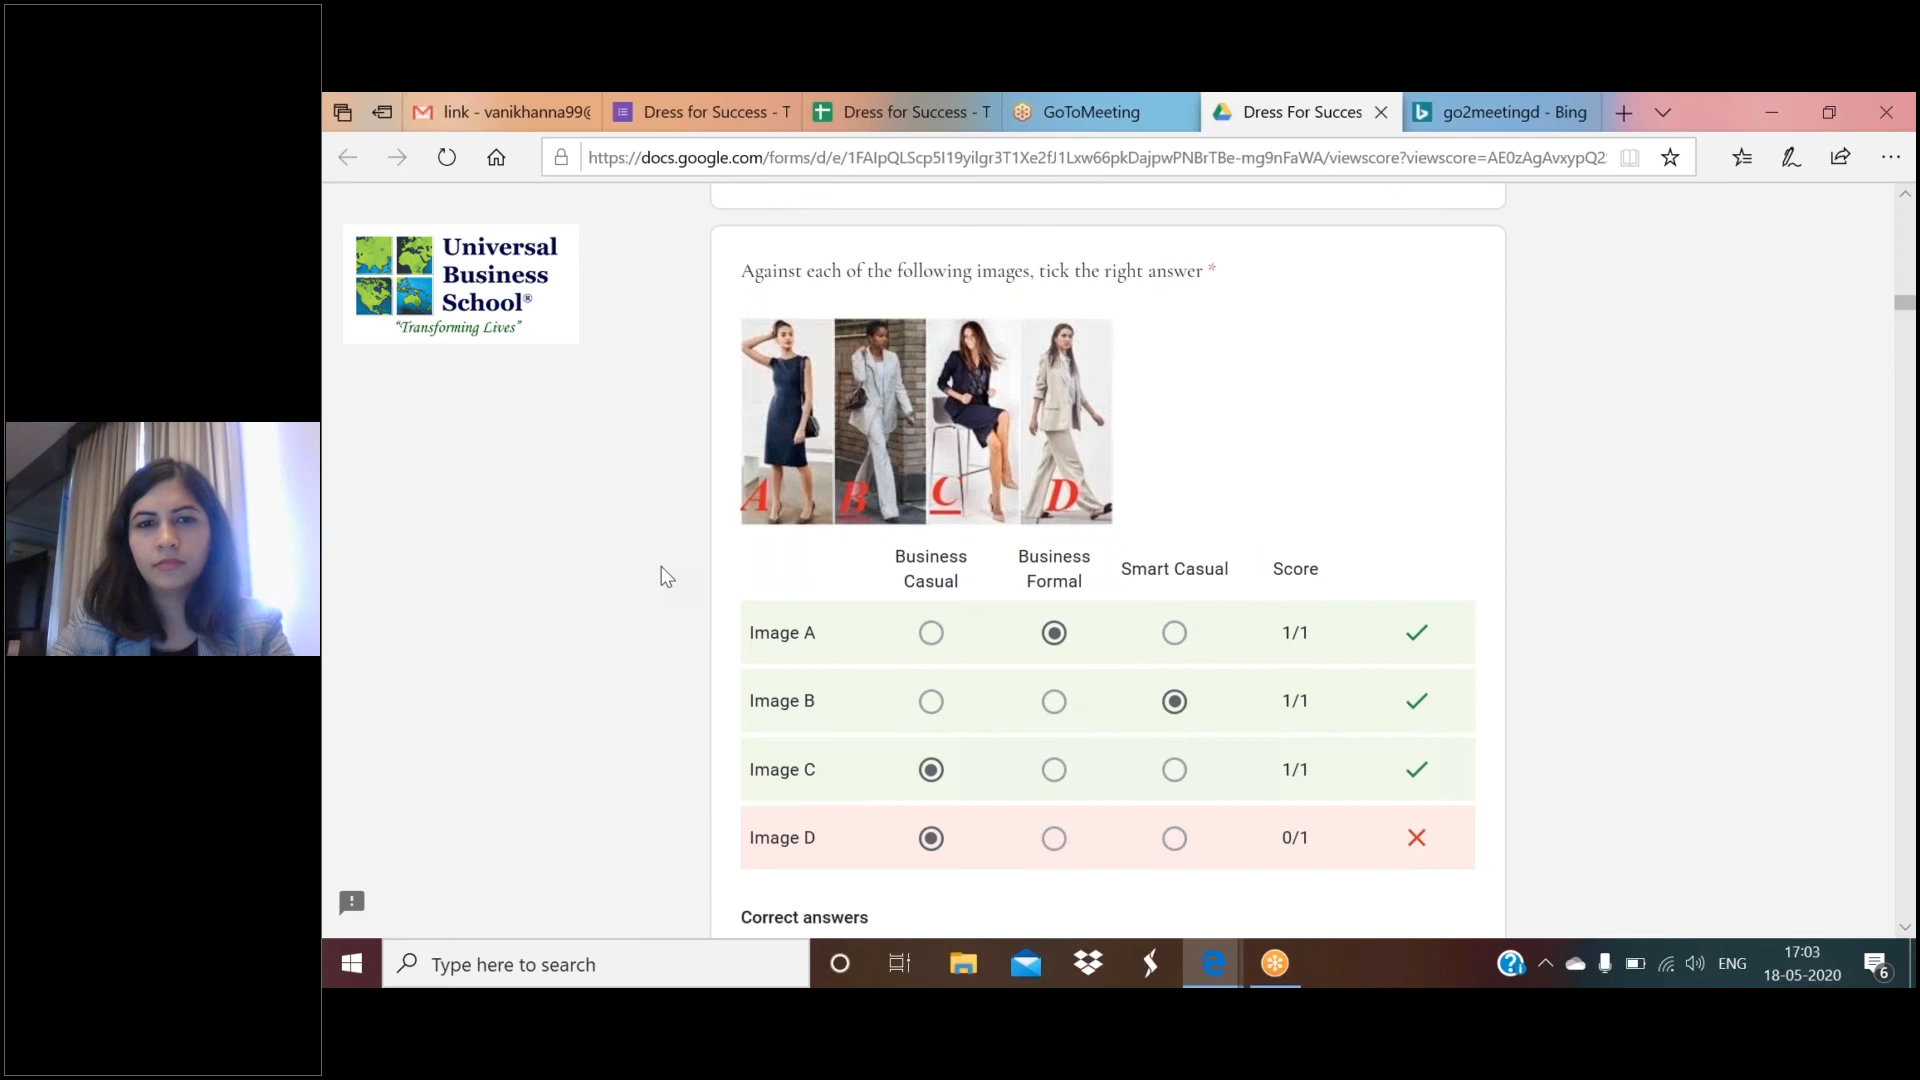 link - vanikhanna99@
Dress for Success - T
Dress for Success - T
GoToMeeting
Dress For Succes
go2meetingd - Bing
https://docs.google.com/forms/d/e/1FAIpQLScp5I19yiIgr3T1Xe2fJ1Lxw66pkDajpwPNBrTBe-mg9nFaWA/viewscore?viewscore=AE0zAgAvxypQ2
Universal
Business
School®
"Transforming Lives"
Against each of the following images, tick the right answer *
A B C D
Business Casual Business Formal Smart Casual Score
Image A 1/1
Image B 1/1
Image C 1/1
Image D 0/1
Correct answers
Type here to search
ENG
17:03
18-05-2020
6